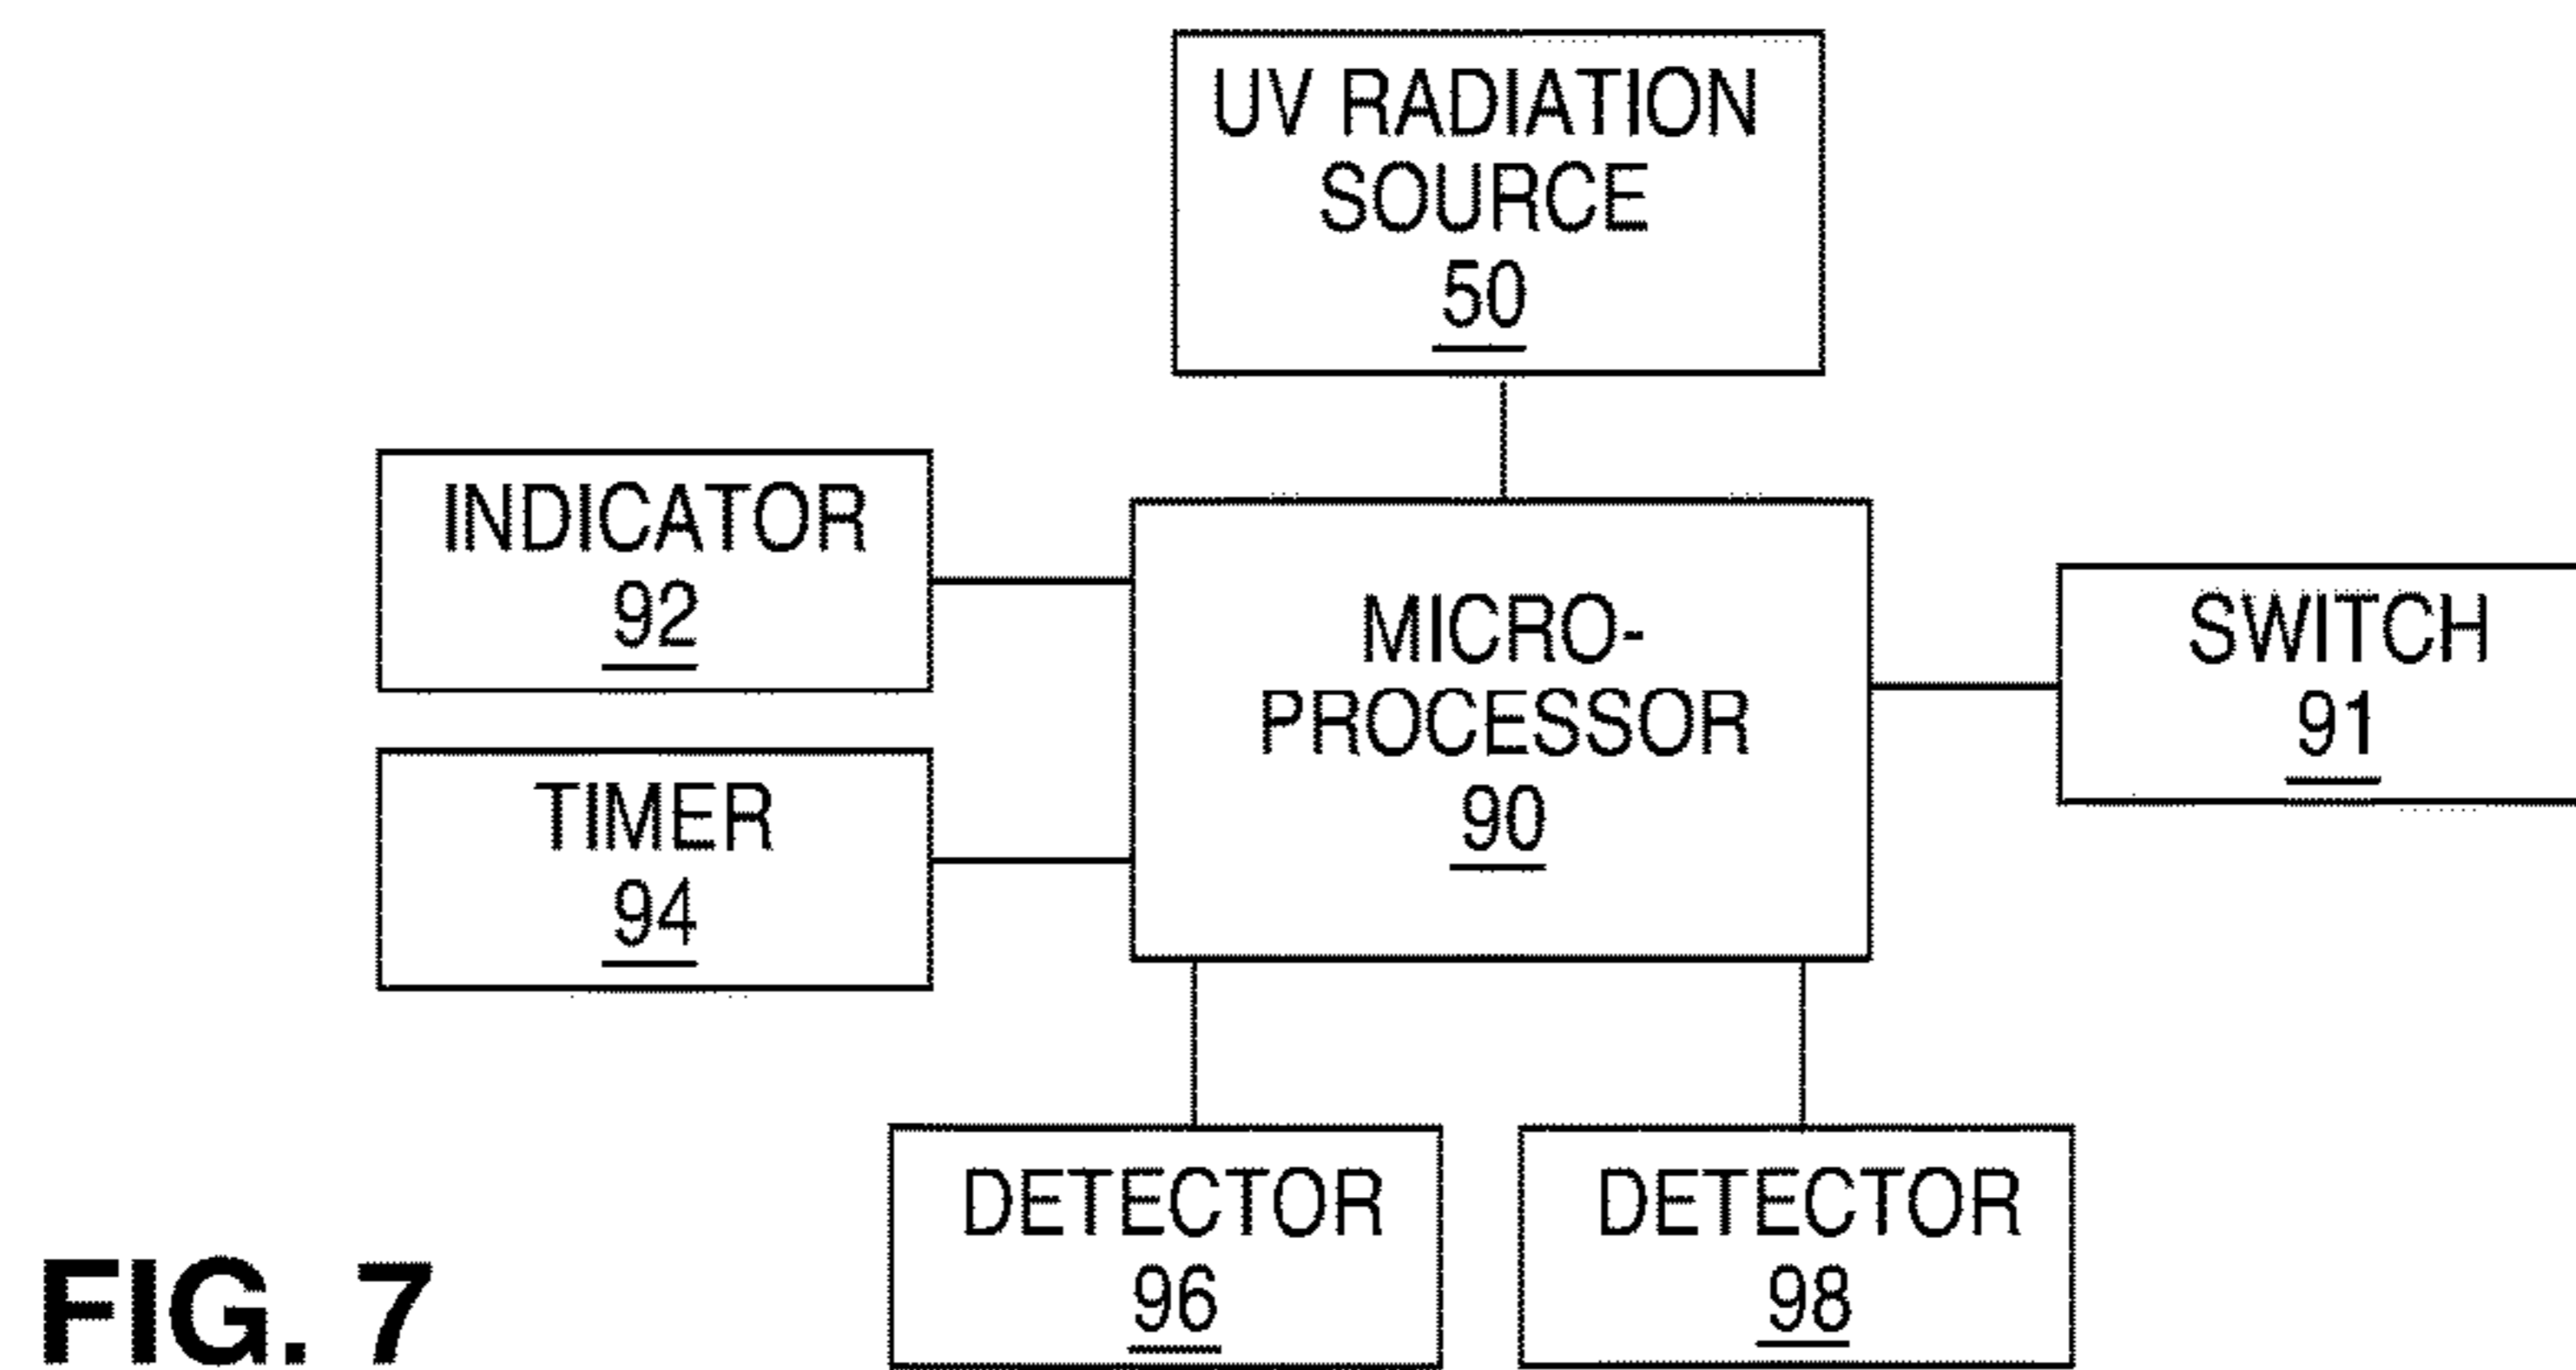 UV RADIATION
SOURCE
50
INDICATOR
92
MICRO-
PROCESSOR
90
SWITCH
91
TIMER
94
DETECTOR
96
DETECTOR
98
FIG. 7